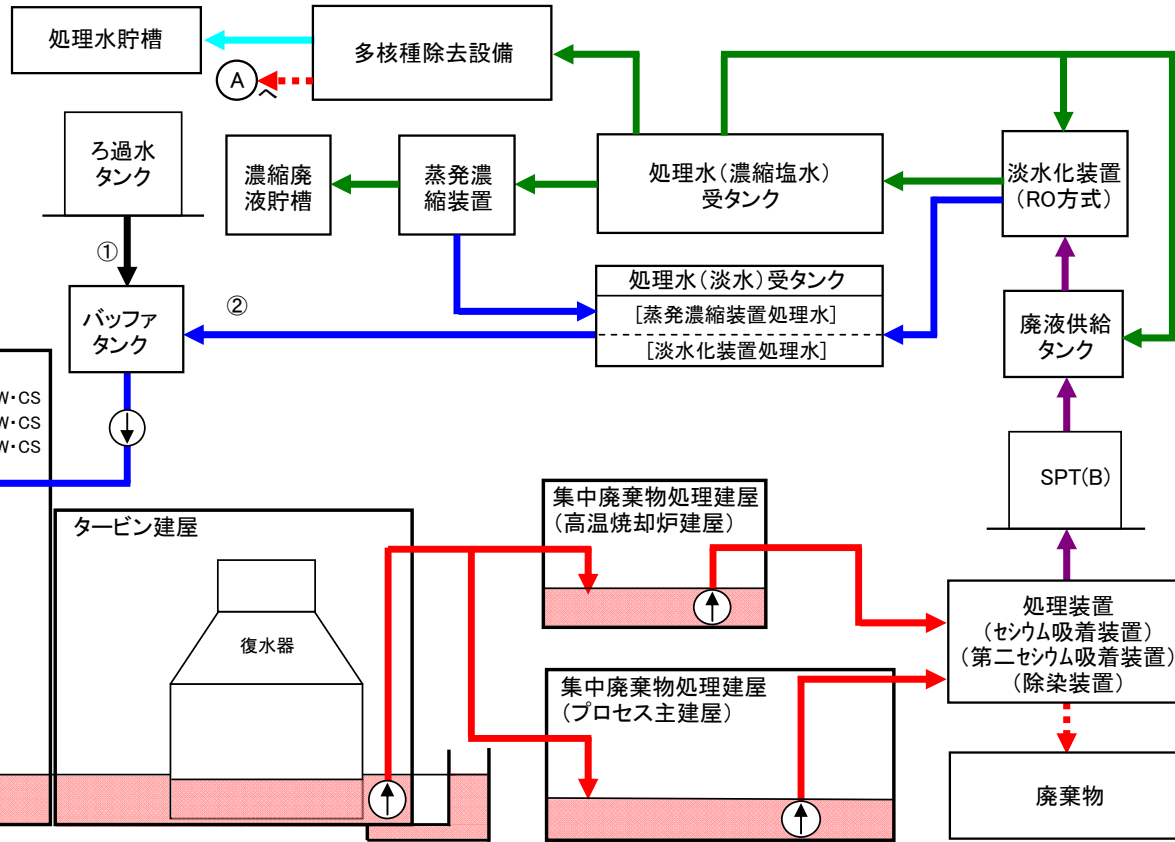 処理水貯槽
多核種除去設備
A
へ
ろ過水
タンク
濃縮廃
液貯槽
蒸発濃
縮装置
処理水(濃縮塩水)
受タンク
淡水化装置
(RO方式)
①
②
バッファ
タンク
処理水(淡水)受タンク
[蒸発濃縮装置処理水]
[淡水化装置処理水]
廃液供給
タンク
W・CS
W・CS
W・CS
SPT(B)
タービン建屋
復水器
集中廃棄物処理建屋
(高温焼却炉建屋)
集中廃棄物処理建屋
(プロセス主建屋)
処理装置
(セシウム吸着装置)
(第二セシウム吸着装置)
(除染装置)
廃棄物